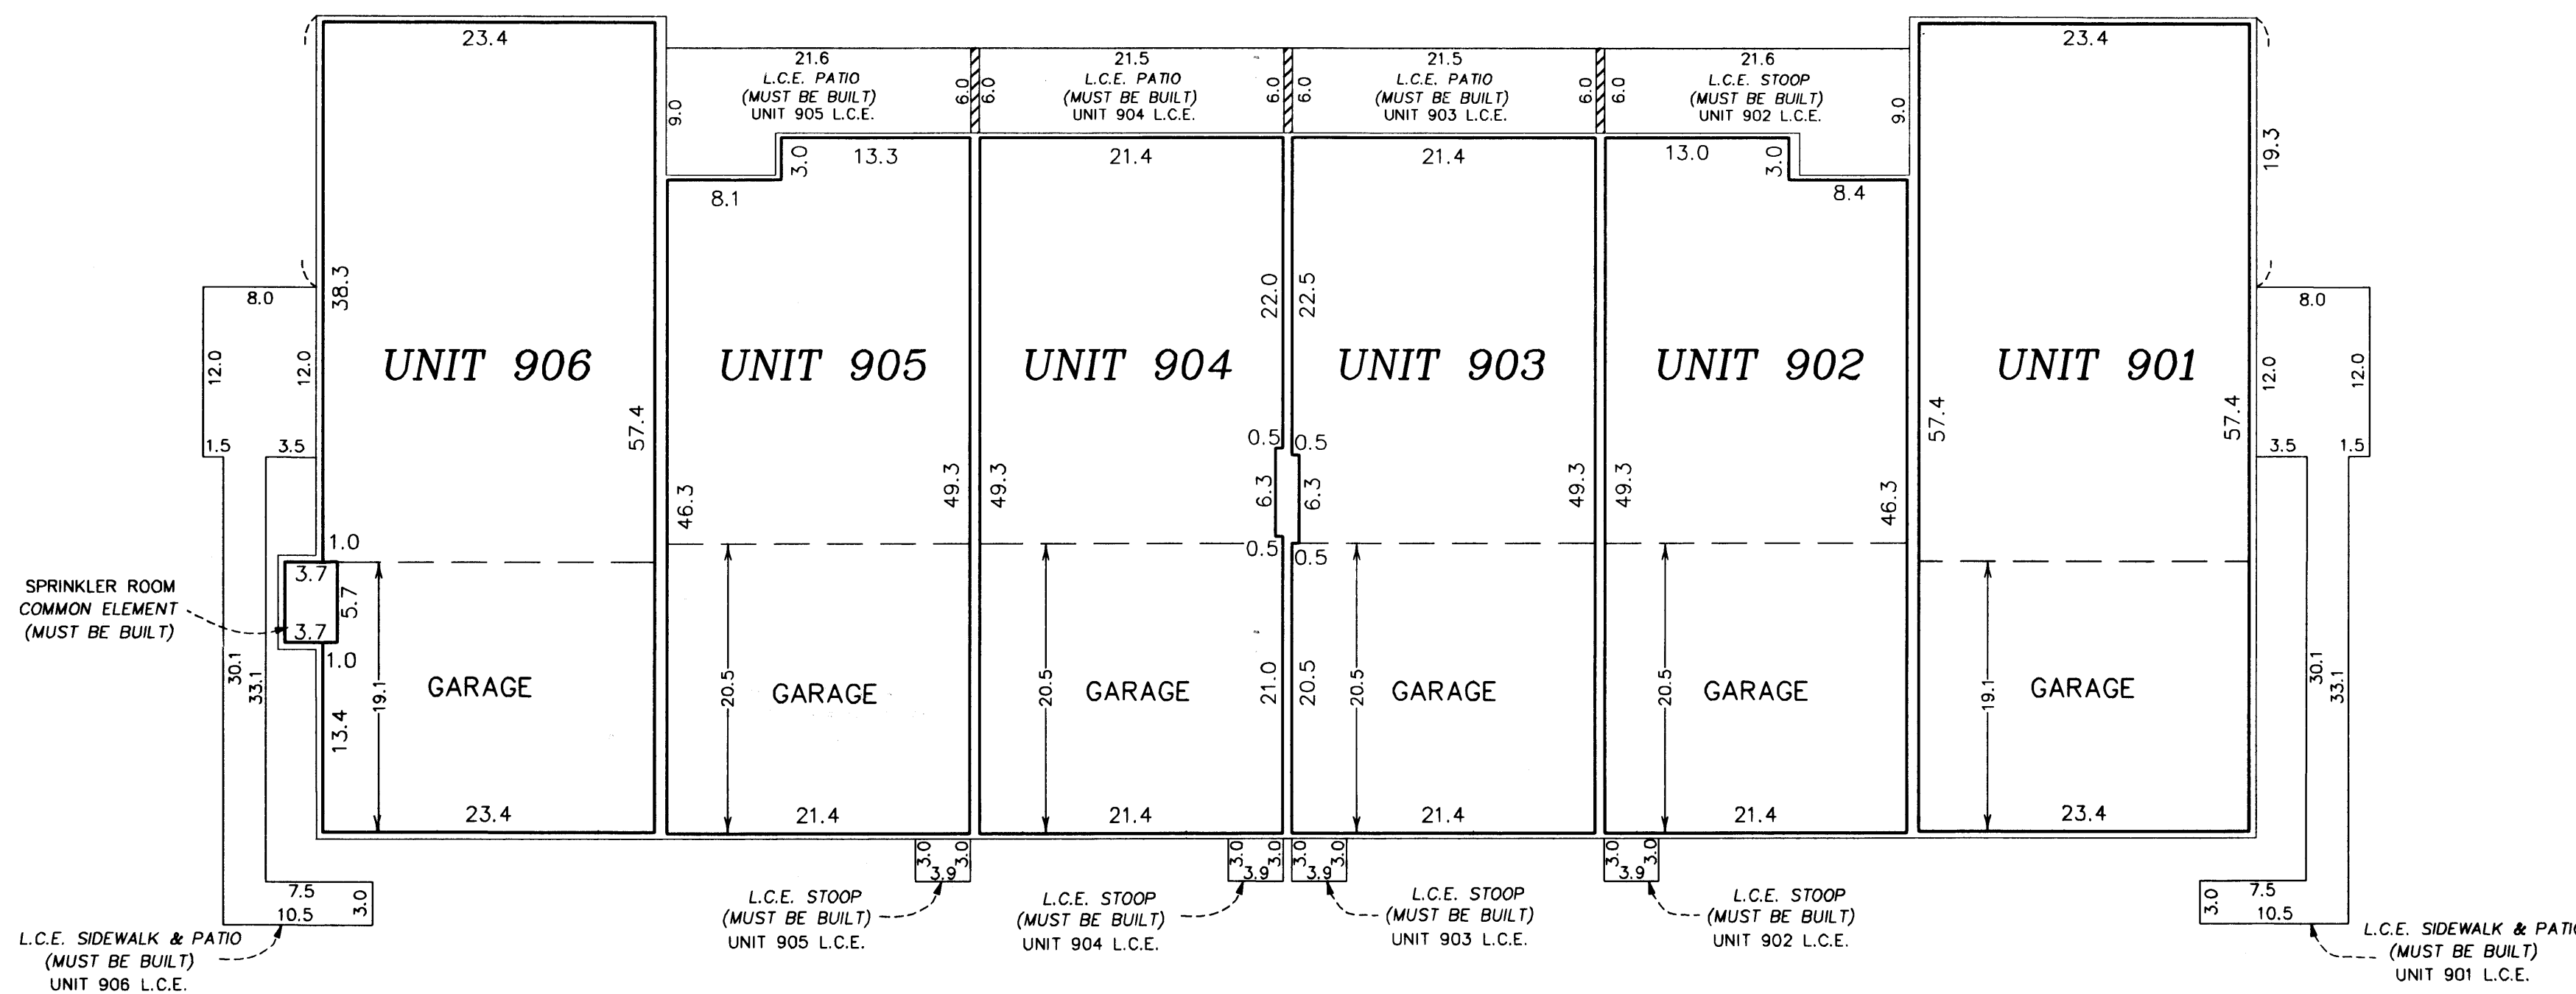 23.4
21.6
L.C.E. PATIO
(MUST BE BUILT)
UNIT 905 L.C.E.
9.0
6.0
6.0
21.5
L.C.E. PATIO
(MUST BE BUILT)
UNIT 904 L.C.E.
6.0
6.0
21.5
L.C.E. PATIO
(MUST BE BUILT)
UNIT 903 L.C.E.
6.0
6.0
21.6
L.C.E. STOOP
(MUST BE BUILT)
UNIT 902 L.C.E.
9.0
23.4
19.3
3.0
13.3
8.1
21.4
21.4
13.0
3.0
8.4
38.3
22.0
22.5
8.0
12.0
12.0
1.5
3.5
8.0
12.0
12.0
3.5
1.5
UNIT 906
UNIT 905
UNIT 904
UNIT 903
UNIT 902
UNIT 901
57.4
57.4
57.4
46.3
49.3
49.3
0.5
0.5
6.3
6.3
0.5
0.5
49.3
49.3
46.3
1.0
3.7
5.7
3.7
1.0
SPRINKLER ROOM
COMMON ELEMENT
(MUST BE BUILT)
30.1
33.1
13.4
19.1
GARAGE
20.5
GARAGE
20.5
GARAGE
21.0
20.5
20.5
GARAGE
20.5
GARAGE
19.1
GARAGE
30.1
33.1
23.4
21.4
21.4
21.4
21.4
23.4
3.0
3.0
3.9
3.0
3.0
3.9
3.0
3.0
3.9
3.0
3.0
3.9
7.5
10.5
3.0
3.0
7.5
10.5
L.C.E. SIDEWALK & PATIO
(MUST BE BUILT)
UNIT 906 L.C.E.
L.C.E. STOOP
(MUST BE BUILT)
UNIT 905 L.C.E.
L.C.E. STOOP
(MUST BE BUILT)
UNIT 904 L.C.E.
L.C.E. STOOP
(MUST BE BUILT)
UNIT 903 L.C.E.
L.C.E. STOOP
(MUST BE BUILT)
UNIT 902 L.C.E.
L.C.E. SIDEWALK & PATIO
(MUST BE BUILT)
UNIT 901 L.C.E.